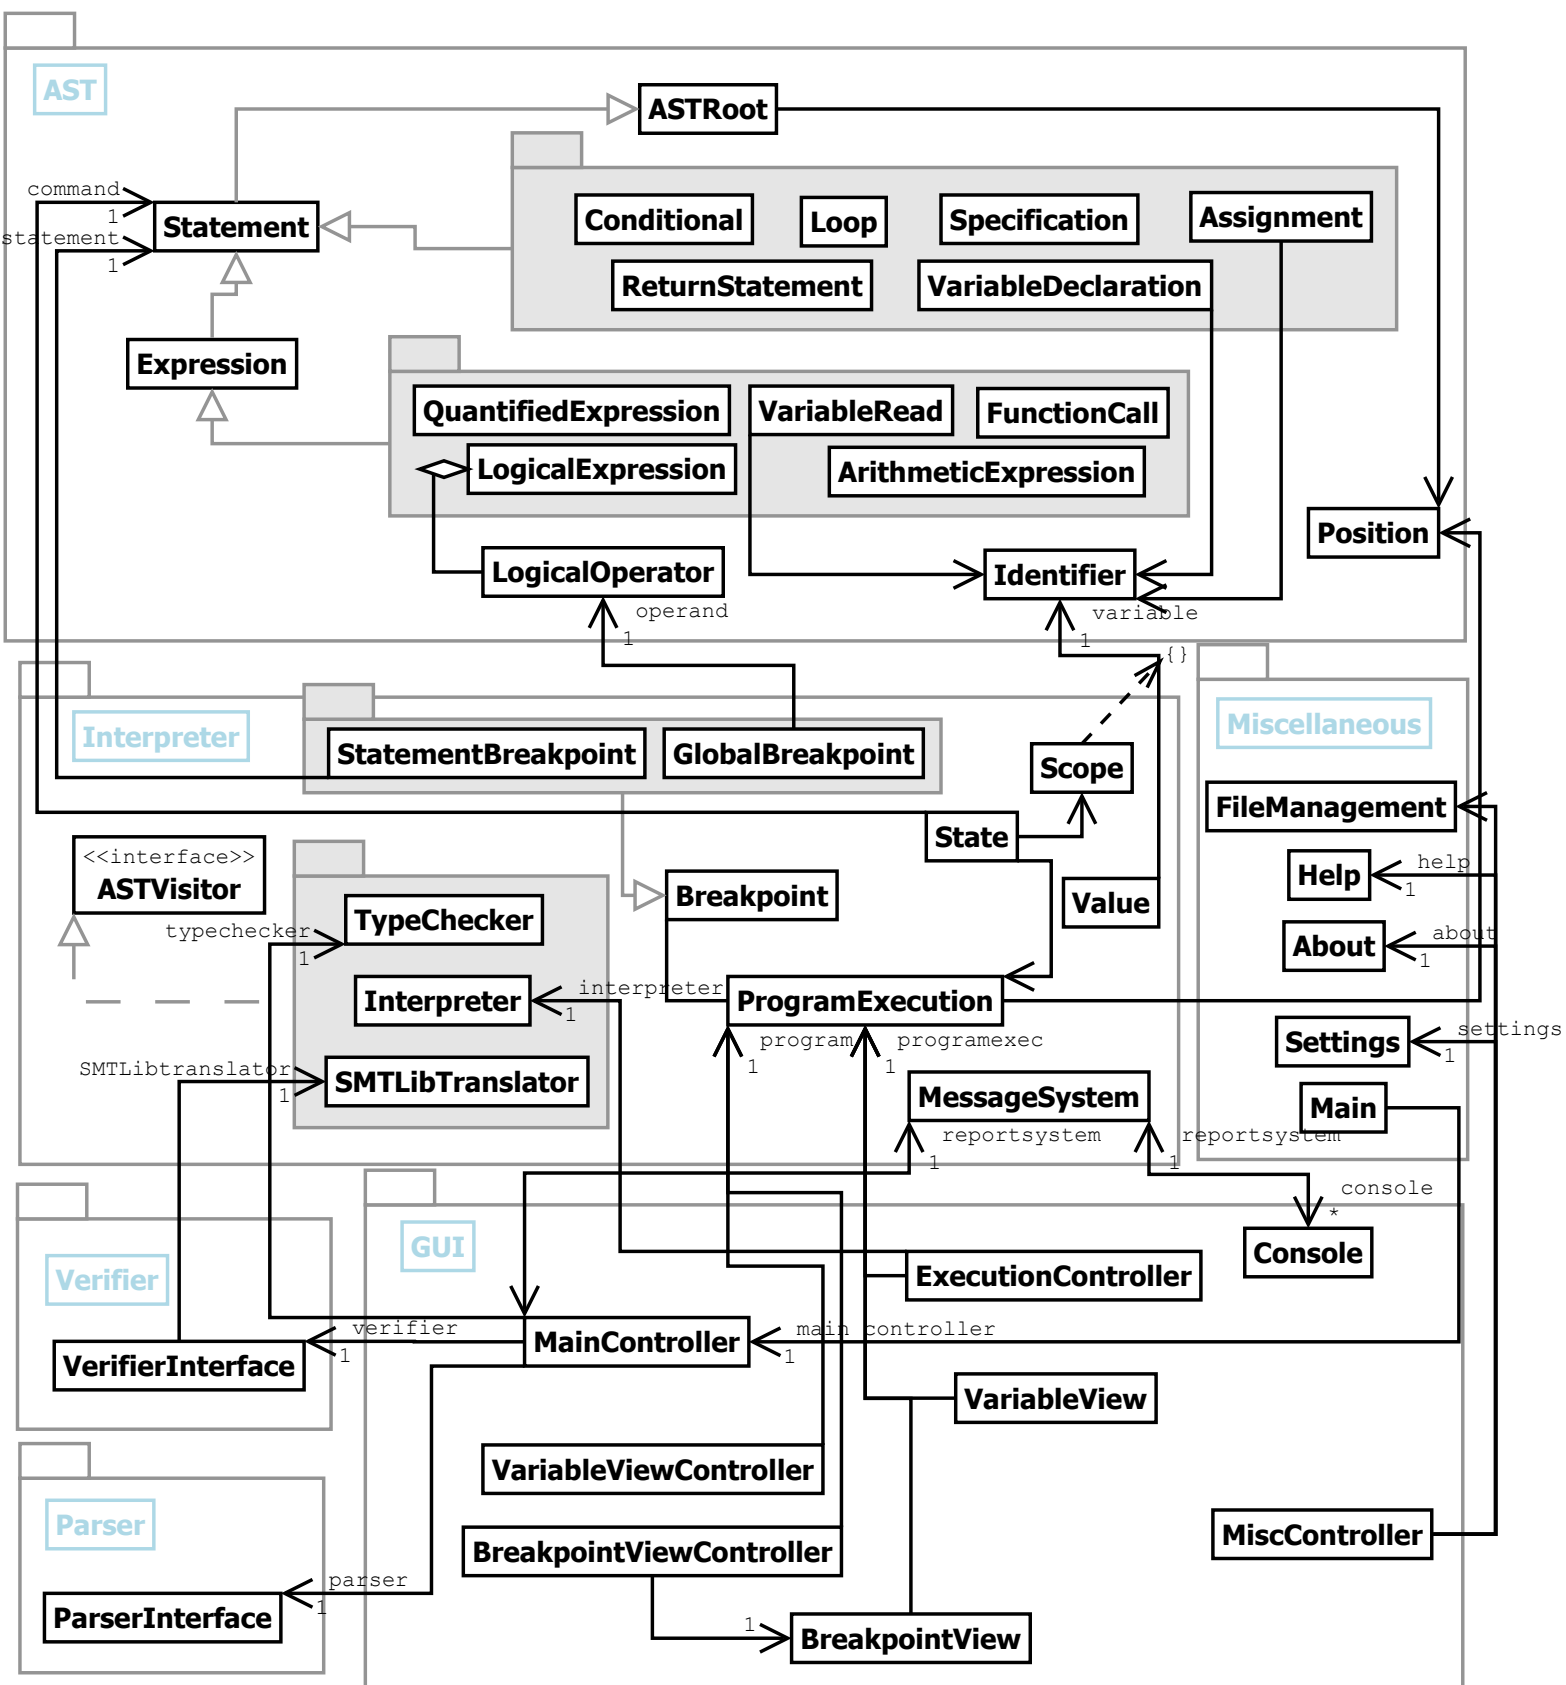 AST
ASTRoot
command
1
Statement
statement
1
Conditional
Loop
Specification
Assignment
ReturnStatement
VariableDeclaration
Expression
QuantifiedExpression
VariableRead
FunctionCall
LogicalExpression
ArithmeticExpression
Position
LogicalOperator
Identifier
operand
1
variable
1
{}
Interpreter
StatementBreakpoint
GlobalBreakpoint
Scope
Miscellaneous
FileManagement
State
<<interface>>
ASTVisitor
help
1
Help
Breakpoint
Value
TypeChecker
typechecker
1
About
about
1
Interpreter
interpreter
1
ProgramExecution
program
1
programexec
1
Settings
settings
1
SMTLibtranslator
1
SMTLibTranslator
MessageSystem
Main
reportsystem
1
reportsystem
1
console
*
GUI
Console
Verifier
ExecutionController
verifier
1
MainController
main controller
1
VerifierInterface
VariableView
VariableViewController
Parser
MiscController
BreakpointViewController
parser
1
ParserInterface
1
BreakpointView